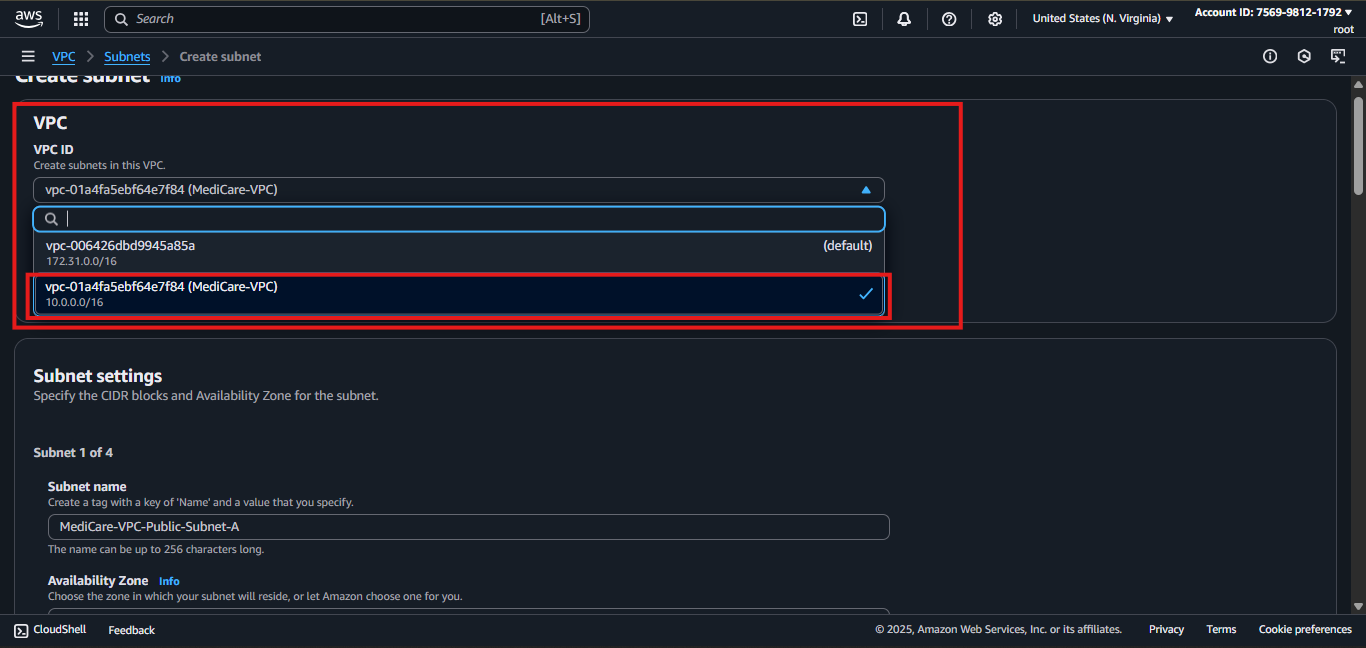 aws
Search [Alt+S]
United States (N. Virginia)
Account ID: 7569-9812-1792
root
VPC Subnets Create subnet
Create subnet Info
VPC
VPC ID
Create subnets in this VPC.
vpc-01a4fa5ebf64e7f84 (MediCare-VPC)
vpc-006426dbd9945a85a (default)
172.31.0.0/16
vpc-01a4fa5ebf64e7f84 (MediCare-VPC)
10.0.0.0/16
Subnet settings
Specify the CIDR blocks and Availability Zone for the subnet.
Subnet 1 of 4
Subnet name
Create a tag with a key of 'Name' and a value that you specify.
MediCare-VPC-Public-Subnet-A
The name can be up to 256 characters long.
Availability Zone Info
Choose the zone in which your subnet will reside, or let Amazon choose one for you.
CloudShell Feedback © 2025, Amazon Web Services, Inc. or its affiliates. Privacy Terms Cookie preferences